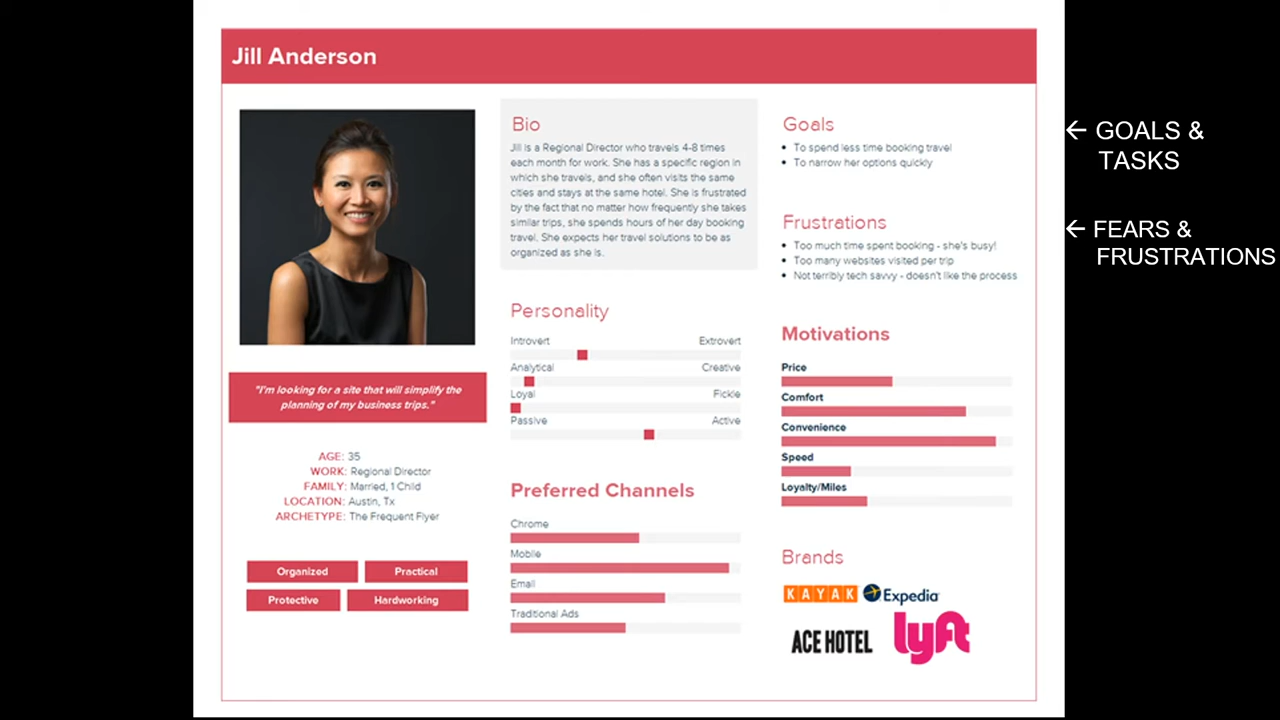 Jill Anderson
"I'm looking for a site that will simplify the
planning of my business trips."
AGE: 35
WORK: Regional Director
FAMILY: Married, 1 Child
LOCATION: Austin, Tx
ARCHETYPE: The Frequent Flyer
Organized Practical
Protective Hardworking
Bio
Jill is a Regional Director who travels 4-8 times
each month for work. She has a specific region in
which she travels, and she often visits the same
cities and stays at the same hotel. She is frustrated
by the fact that no matter how frequently she takes
similar trips, she spends hours of her day booking
travel. She expects her travel solutions to be as
organized as she is.
Personality
Introvert Extrovert
Analytical Creative
Loyal Fickle
Passive Active
Preferred Channels
Chrome
Mobile
Email
Traditional Ads
Goals
• To spend less time booking travel
• To narrow her options quickly
Frustrations
• Too much time spent booking - she's busy!
• Too many websites visited per trip
• Not terribly tech savvy - doesn't like the process
Motivations
Price
Comfort
Convenience
Speed
Loyalty/Miles
Brands
KAYAK Expedia
ACE HOTEL lyft
← GOALS &
TASKS
← FEARS &
FRUSTRATIONS